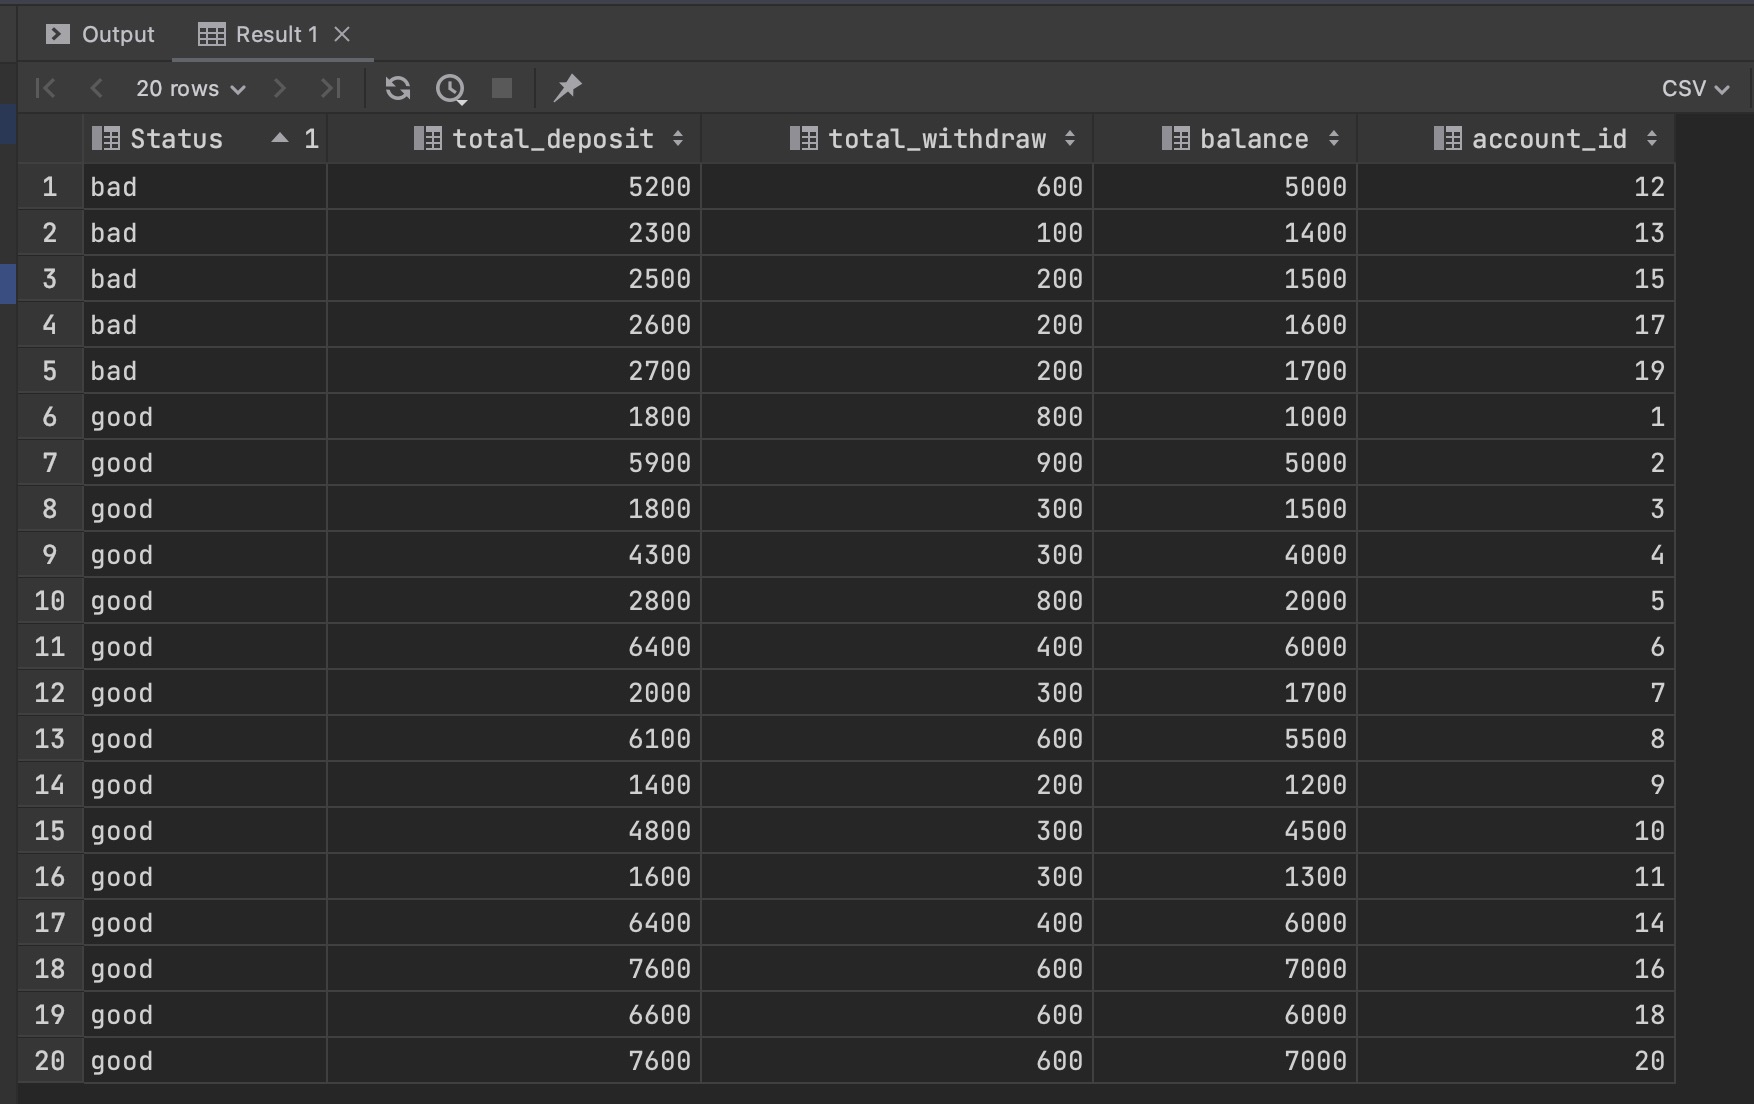 Output Result 1
20 rows CSV
Status 1 total_deposit total_withdraw balance account_id
1 bad 5200 600 5000 12
2 bad 2300 100 1400 13
3 bad 2500 200 1500 15
4 bad 2600 200 1600 17
5 bad 2700 200 1700 19
6 good 1800 800 1000 1
7 good 5900 900 5000 2
8 good 1800 300 1500 3
9 good 4300 300 4000 4
10 good 2800 800 2000 5
11 good 6400 400 6000 6
12 good 2000 300 1700 7
13 good 6100 600 5500 8
14 good 1400 200 1200 9
15 good 4800 300 4500 10
16 good 1600 300 1300 11
17 good 6400 400 6000 14
18 good 7600 600 7000 16
19 good 6600 600 6000 18
20 good 7600 600 7000 20